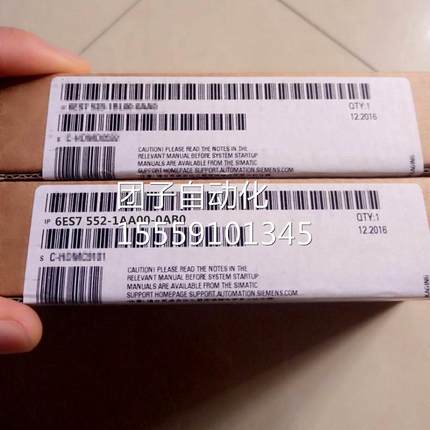 S
QTY:1
12.2016
CAUTION! PLEASE READ THE NOTES IN THE
RELEVANT MANUAL BEFORE SYSTEM STARTUP
MANUALS ARE AVAILABLE FROM THE SIMATIC
SUPPORT HOMEPAGE SUPPORT.AUTOMATION.SIEMENS.COM
团子自动化
1P 6ES7 552-1AA00-0AB0
QTY:1
15559101345
12.2016
S
CAUTION! PLEASE READ THE NOTES IN THE
RELEVANT MANUAL BEFORE SYSTEM STARTUP
MANUALS ARE AVAILABLE FROM THE SIMATIC
SUPPORT HOMEPAGE SUPPORT.AUTOMATION.SIEMENS.COM